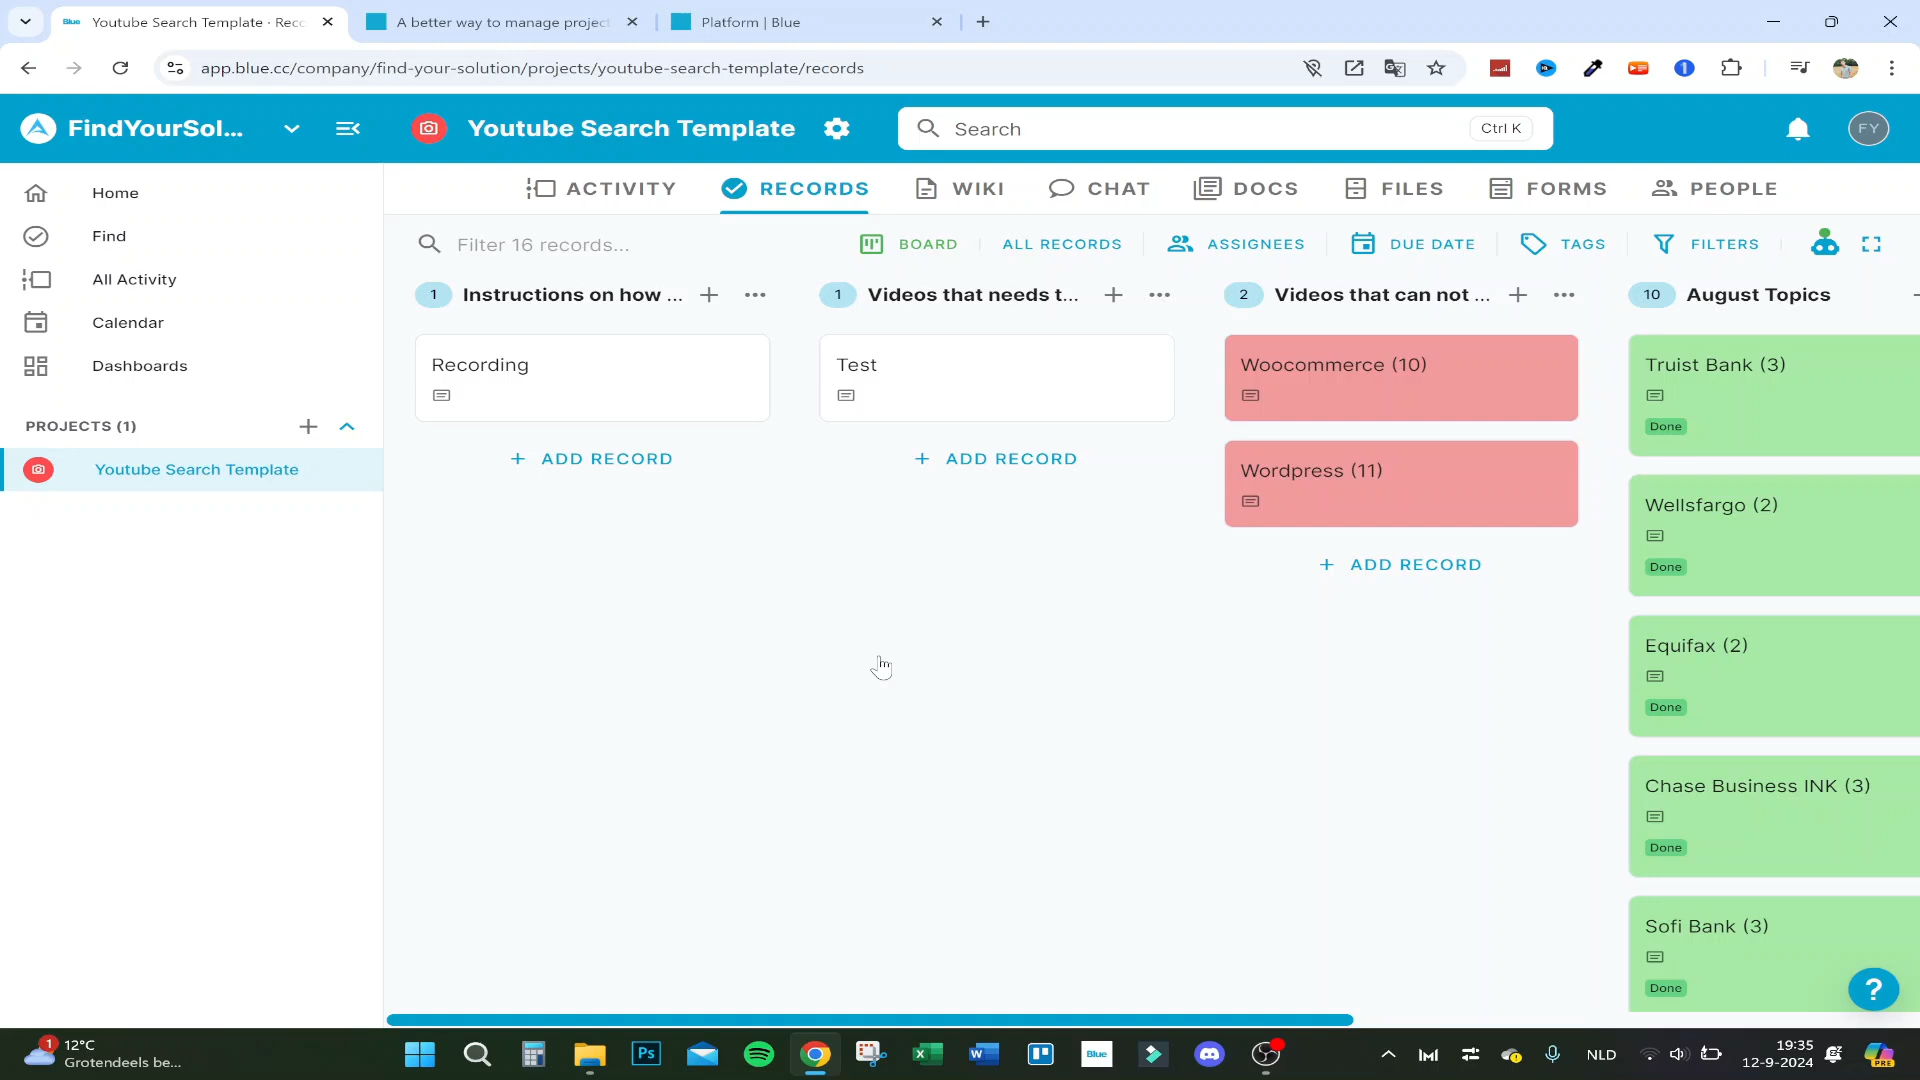 Blue Youtube Search Template · Reco
A better way to manage project
Platform | Blue
app.blue.cc/company/find-your-solution/projects/youtube-search-template/records
FindYourSol...
Youtube Search Template
Search
Ctrl K
FY
Home
Find
All Activity
Calendar
Dashboards
PROJECTS (1)
Youtube Search Template
ACTIVITY
RECORDS
WIKI
CHAT
DOCS
FILES
FORMS
PEOPLE
Filter 16 records...
BOARD
ALL RECORDS
ASSIGNEES
DUE DATE
TAGS
FILTERS
1 Instructions on how ...
Recording
+ ADD RECORD
1 Videos that needs t...
Test
+ ADD RECORD
2 Videos that can not ...
Woocommerce (10)
Wordpress (11)
+ ADD RECORD
10 August Topics
Truist Bank (3)
Done
Wellsfargo (2)
Done
Equifax (2)
Done
Chase Business INK (3)
Done
Sofi Bank (3)
Done
?
1
12°C
Grotendeels be...
Ps
Blue
NLD
19:35
12-9-2024
PRE